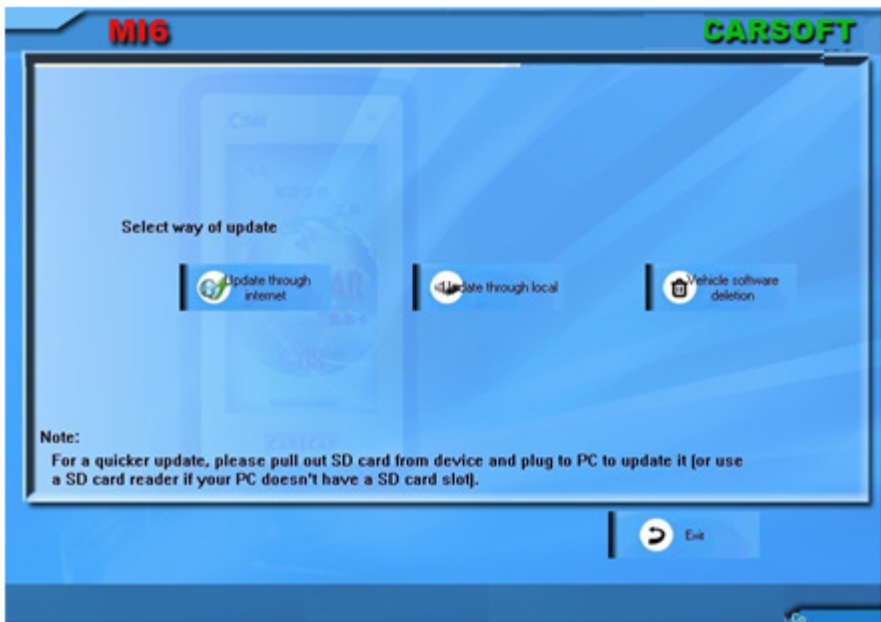 MI6
CARSOFT
Select way of update
Update through
internet
Update through local
Vehicle software
deletion
Note:
For a quicker update, please pull out SD card from device and plug to PC to update it (or use
a SD card reader if your PC doesn't have a SD card slot).
Exit
Co